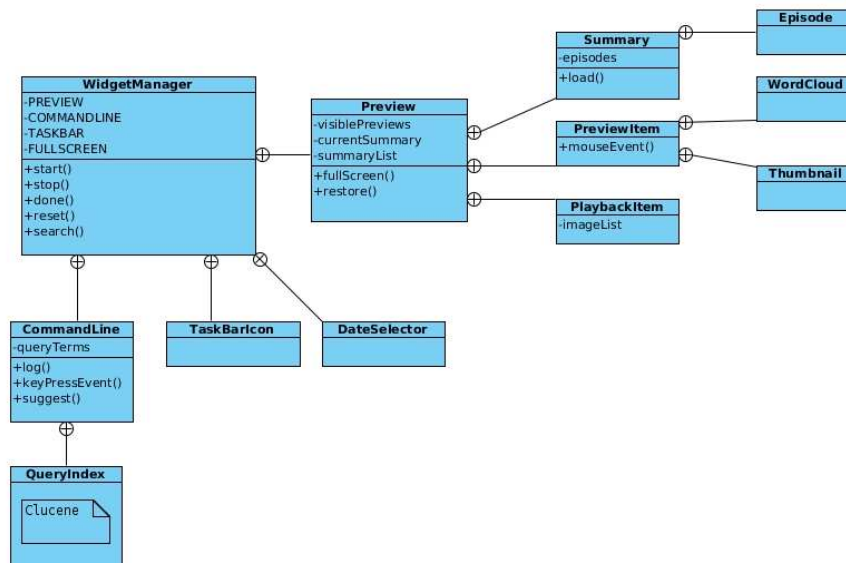 WidgetManager
-PREVIEW
-COMMANDLINE
-TASKBAR
-FULLSCREEN
+start()
+stop()
+done()
+reset()
+search()
Preview
-visiblePreviews
-currentSummary
-summaryList
+fullScreen()
+restore()
Summary
-episodes
+load()
Episode
PreviewItem
+mouseEvent()
WordCloud
Thumbnail
PlaybackItem
-imageList
CommandLine
-queryTerms
+log()
+keyPressEvent()
+suggest()
TaskBarIcon
DateSelector
QueryIndex
Clucene